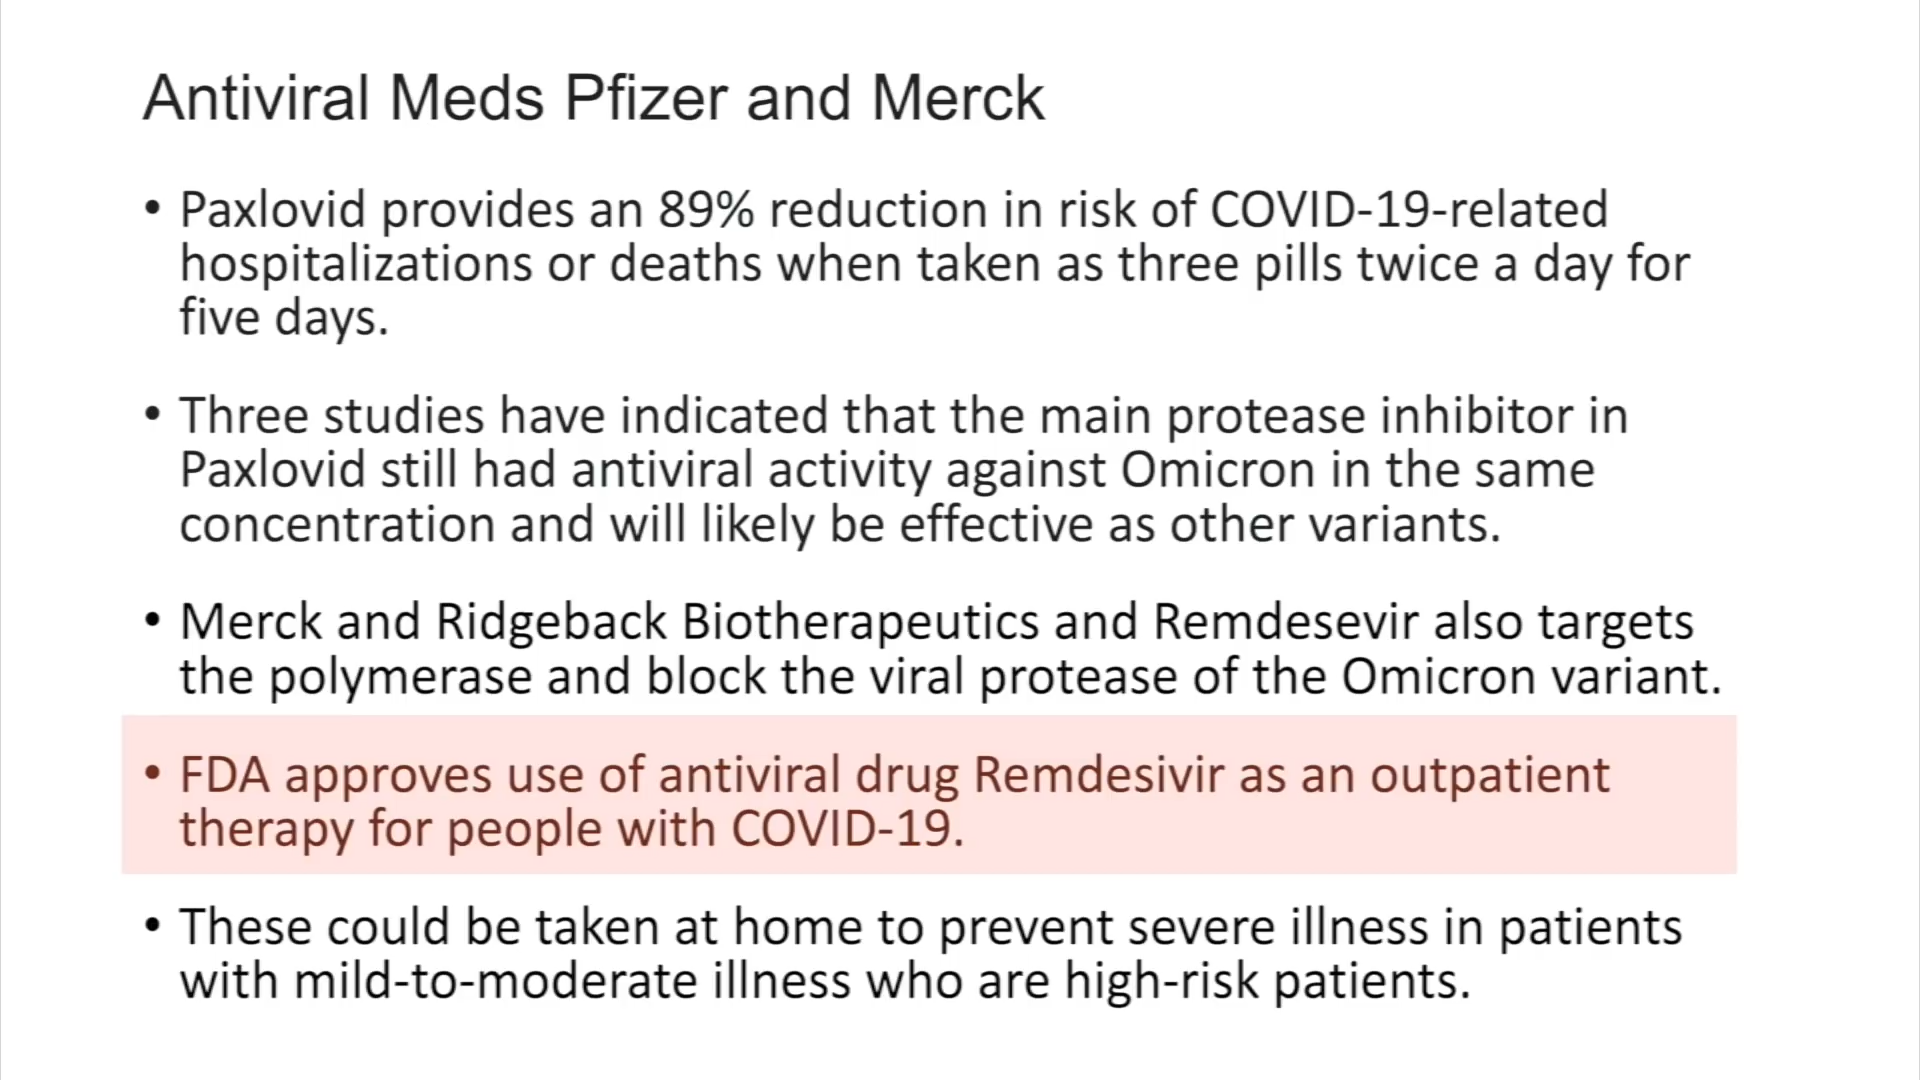 Antiviral Meds Pfizer and Merck
• Paxlovid provides an 89% reduction in risk of COVID-19-related
hospitalizations or deaths when taken as three pills twice a day for
five days.
• Three studies have indicated that the main protease inhibitor in
Paxlovid still had antiviral activity against Omicron in the same
concentration and will likely be effective as other variants.
• Merck and Ridgeback Biotherapeutics and Remdesevir also targets
the polymerase and block the viral protease of the Omicron variant.
• FDA approves use of antiviral drug Remdesivir as an outpatient
therapy for people with COVID-19.
• These could be taken at home to prevent severe illness in patients
with mild-to-moderate illness who are high-risk patients.